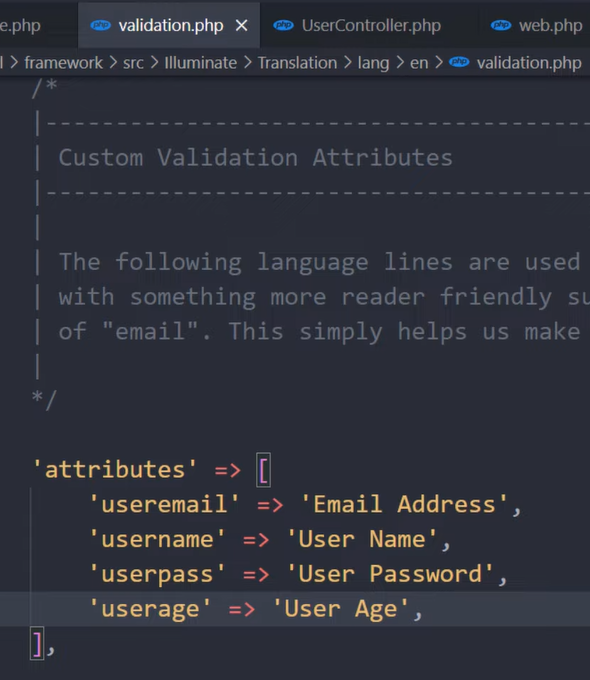 e.php php validation.php × php UserController.php php web.php
l > framework > src > Illuminate > Translation > lang > en > php validation.php
/*
|---------------------------------------
| Custom Validation Attributes
|---------------------------------------
|
| The following language lines are used
| with something more reader friendly su
| of "email". This simply helps us make
|
*/
'attributes' => [
'useremail' => 'Email Address',
'username' => 'User Name',
'userpass' => 'User Password',
'userage' => 'User Age',
],